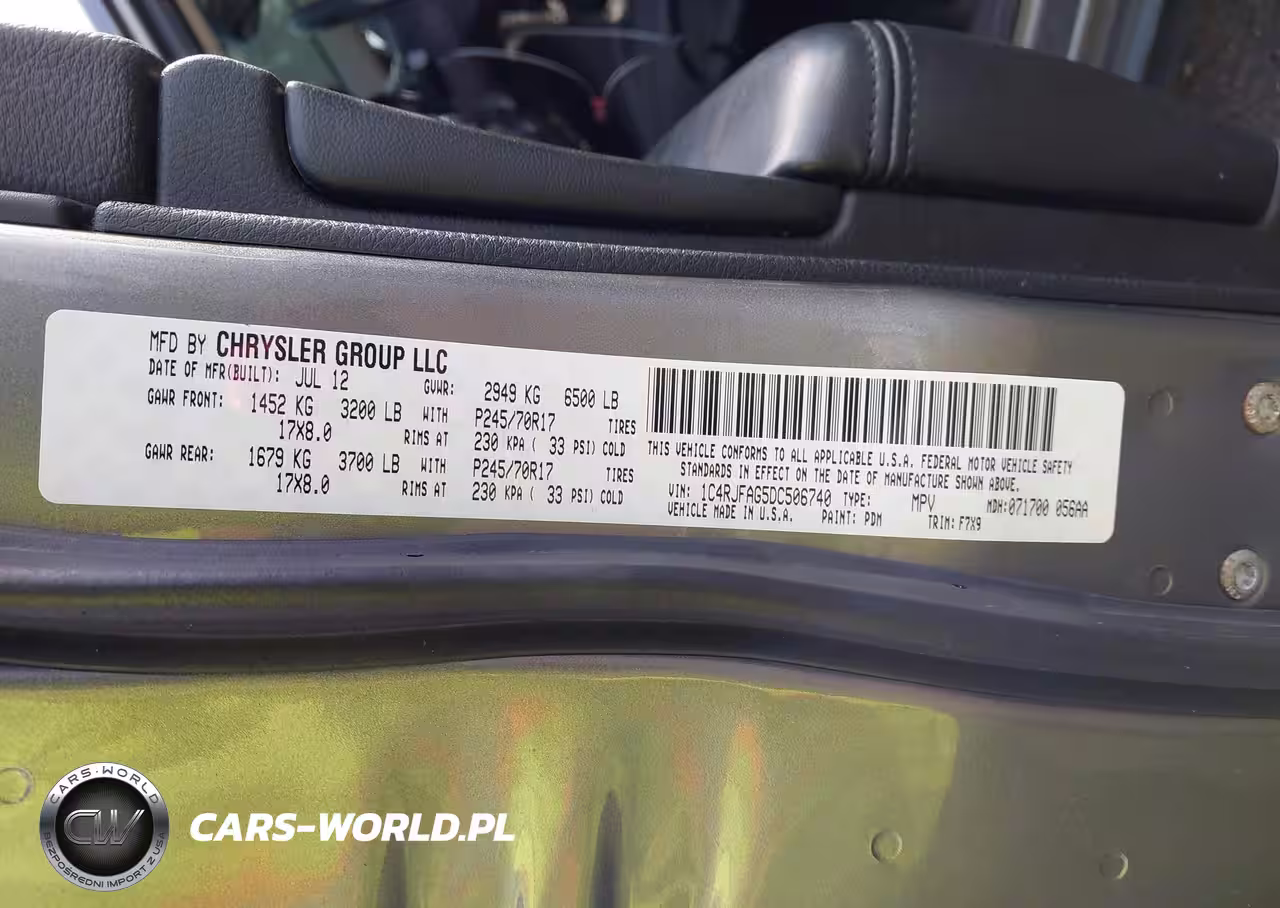 MFD BY CHRYSLER GROUP LLC
DATE OF MFR(BUILT): JUL 12 GVWR: 2949 KG 6500 LB
GAWR FRONT: 1452 KG 3200 LB WITH P245/70R17 TIRES
17X8.0 RIMS AT 230 KPA ( 33 PSI) COLD
GAWR REAR: 1679 KG 3700 LB WITH P245/70R17 TIRES
17X8.0 RIMS AT 230 KPA ( 33 PSI) COLD
THIS VEHICLE CONFORMS TO ALL APPLICABLE U.S.A. FEDERAL MOTOR VEHICLE SAFETY
STANDARDS IN EFFECT ON THE DATE OF MANUFACTURE SHOWN ABOVE.
VIN: 1C4RJFAG5DC506740 TYPE: MPV MDH:071700 056AA
VEHICLE MADE IN U.S.A. PAINT: PDM TRIM: F7X9
CARS-WORLD
CW
BEZPOŚREDNI IMPORT Z USA
CARS-WORLD.PL